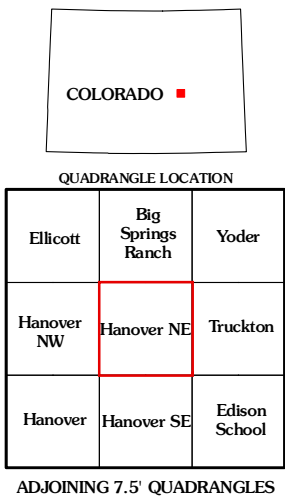 COLORADO
QUADRANGLE LOCATION
Ellicott
Big
Springs
Ranch
Yoder
Hanover
NW
Hanover NE
Truckton
Hanover
Hanover SE
Edison
School
ADJOINING 7.5' QUADRANGLES